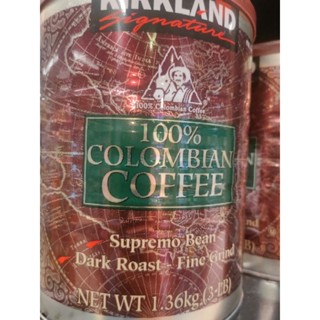 KIRKLAND
Signature
100% Colombian Coffee
100%
COLOMBIAN
COFFEE
Supremo Bean
Dark Roast - Fine Grind
NET WT 1.36kg (3-LB)